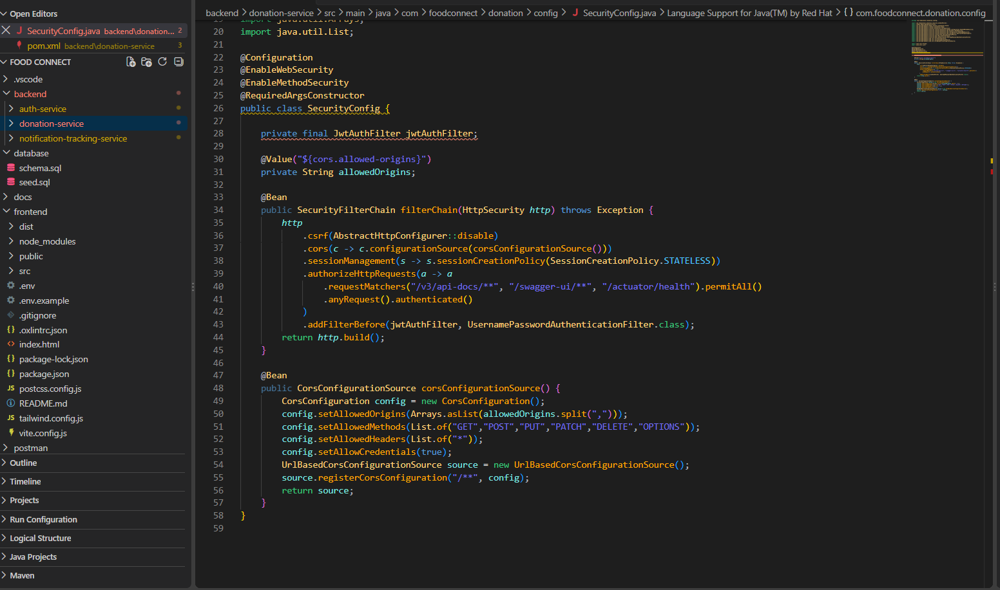 Open Editors
SecurityConfig.java backend\donation... 2
pom.xml backend\donation-service 3
FOOD CONNECT
.vscode
backend
auth-service
donation-service
notification-tracking-service
database
schema.sql
seed.sql
docs
frontend
dist
node_modules
public
src
.env
.env.example
.gitignore
.oxlintrc.json
index.html
package-lock.json
package.json
postcss.config.js
README.md
tailwind.config.js
vite.config.js
postman
Outline
Timeline
Projects
Run Configuration
Logical Structure
Java Projects
Maven
backend > donation-service > src > main > java > com > foodconnect > donation > config > SecurityConfig.java > Language Support for Java(TM) by Red Hat > {} com.foodconnect.donation.config
19 import java.util.Arrays;
20 import java.util.List;
21
22 @Configuration
23 @EnableWebSecurity
24 @EnableMethodSecurity
25 @RequiredArgsConstructor
26 public class SecurityConfig {
27
28     private final JwtAuthFilter jwtAuthFilter;
29
30     @Value("${cors.allowed-origins}")
31     private String allowedOrigins;
32
33     @Bean
34     public SecurityFilterChain filterChain(HttpSecurity http) throws Exception {
35         http
36             .csrf(AbstractHttpConfigurer::disable)
37             .cors(c -> c.configurationSource(corsConfigurationSource()))
38             .sessionManagement(s -> s.sessionCreationPolicy(SessionCreationPolicy.STATELESS))
39             .authorizeHttpRequests(a -> a
40                 .requestMatchers("/v3/api-docs/**", "/swagger-ui/**", "/actuator/health").permitAll()
41                 .anyRequest().authenticated()
42             )
43             .addFilterBefore(jwtAuthFilter, UsernamePasswordAuthenticationFilter.class);
44         return http.build();
45     }
46
47     @Bean
48     public CorsConfigurationSource corsConfigurationSource() {
49         CorsConfiguration config = new CorsConfiguration();
50         config.setAllowedOrigins(Arrays.asList(allowedOrigins.split(",")));
51         config.setAllowedMethods(List.of("GET","POST","PUT","PATCH","DELETE","OPTIONS"));
52         config.setAllowedHeaders(List.of("*"));
53         config.setAllowCredentials(true);
54         UrlBasedCorsConfigurationSource source = new UrlBasedCorsConfigurationSource();
55         source.registerCorsConfiguration("/**", config);
56         return source;
57     }
58 }
59